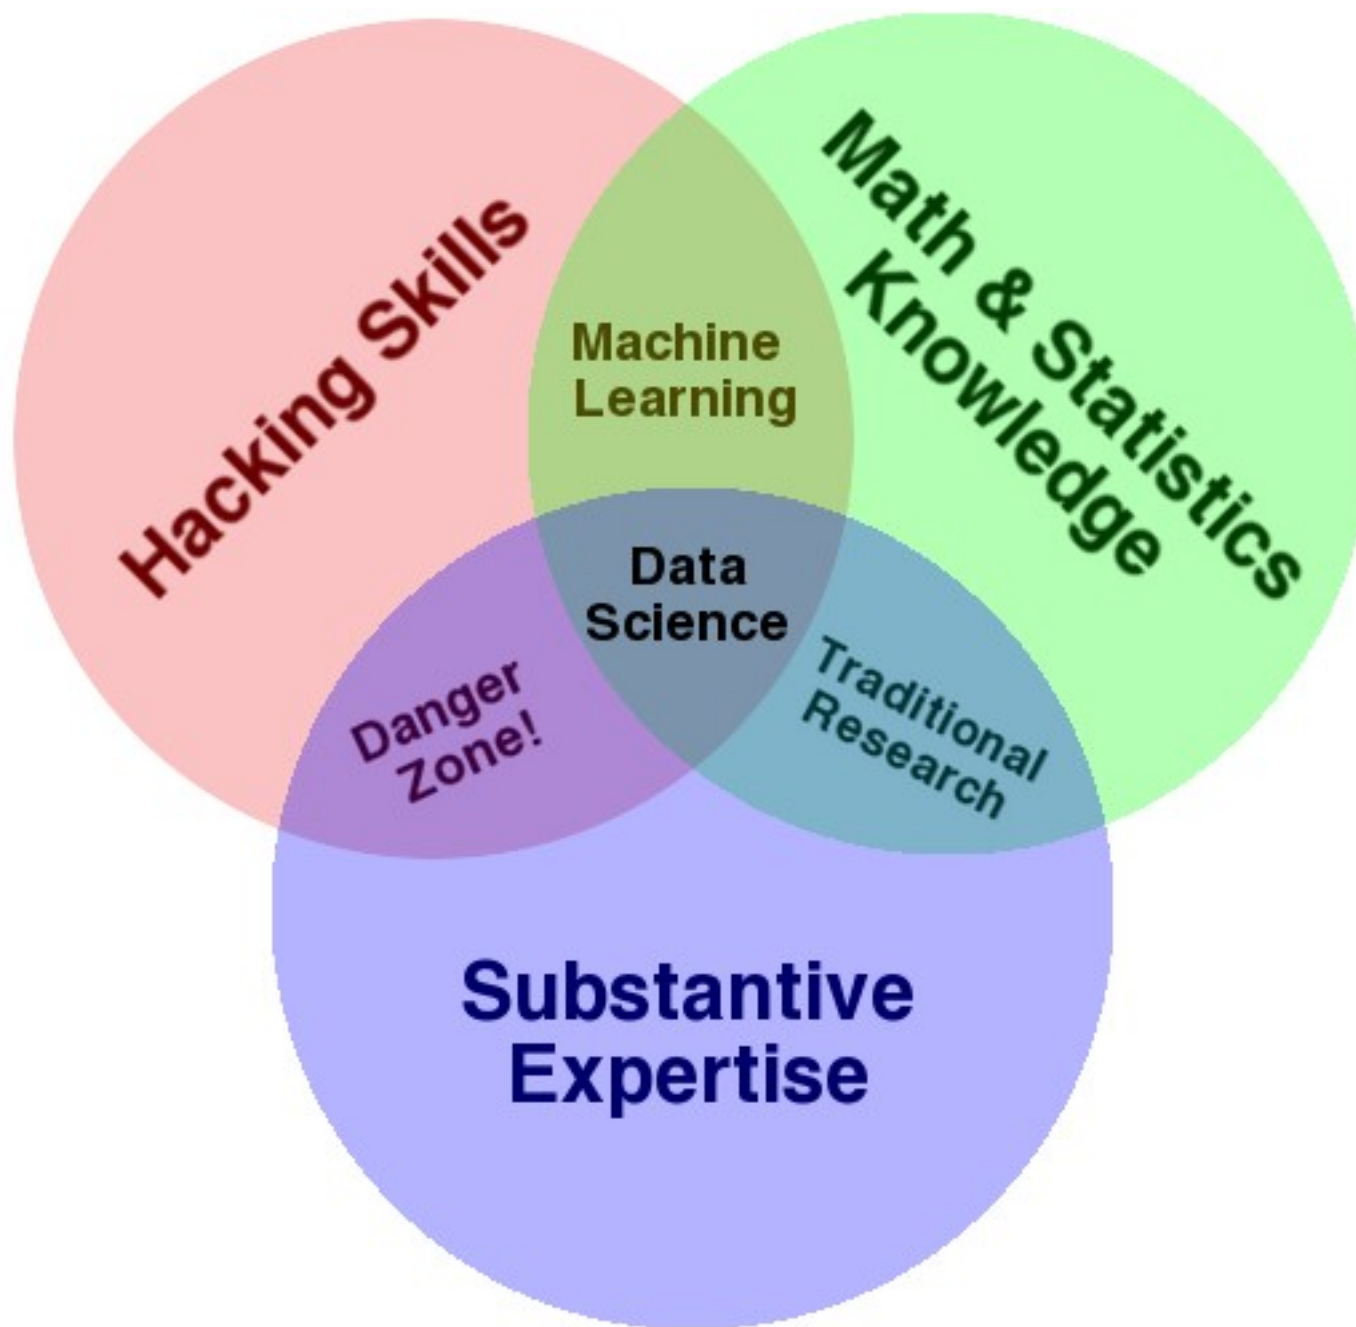 Hacking Skills
Math & Statistics
Knowledge
Machine
Learning
Data
Science
Danger
Zone!
Traditional
Research
Substantive
Expertise